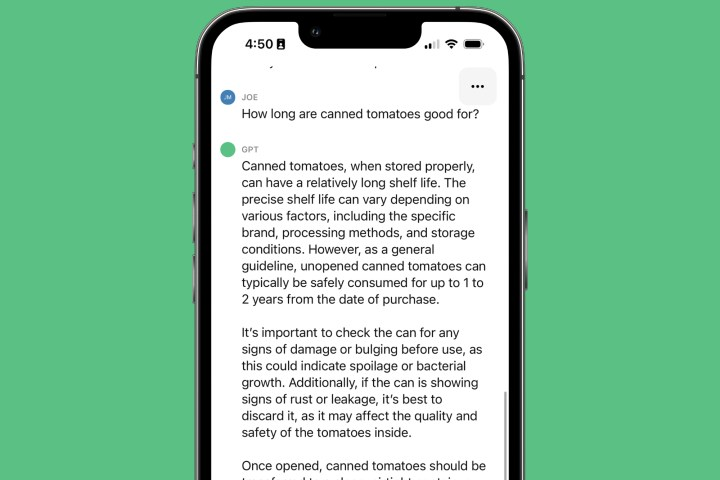 4:50
JM JOE
How long are canned tomatoes good for?
GPT
Canned tomatoes, when stored properly,
can have a relatively long shelf life. The
precise shelf life can vary depending on
various factors, including the specific
brand, processing methods, and storage
conditions. However, as a general
guideline, unopened canned tomatoes can
typically be safely consumed for up to 1 to
2 years from the date of purchase.
It's important to check the can for any
signs of damage or bulging before use, as
this could indicate spoilage or bacterial
growth. Additionally, if the can is showing
signs of rust or leakage, it's best to
discard it, as it may affect the quality and
safety of the tomatoes inside.
Once opened, canned tomatoes should be